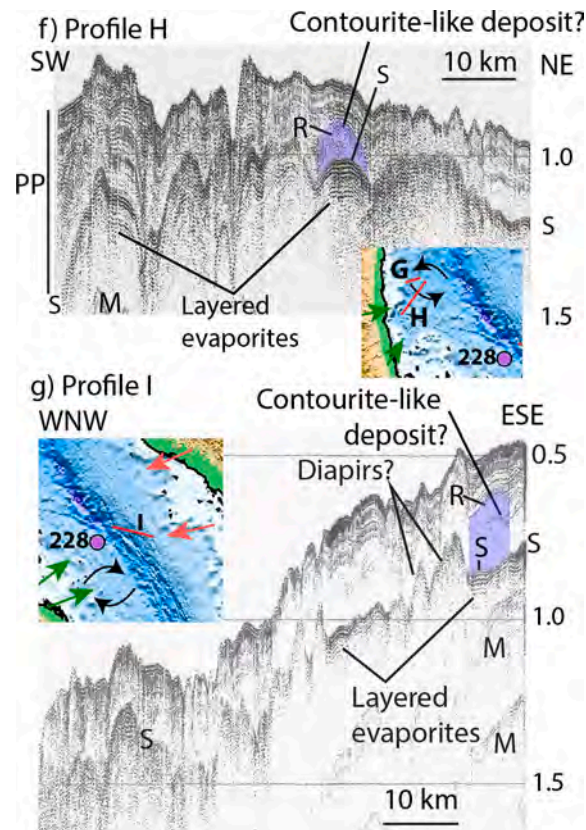 f) Profile H
Contourite-like deposit?
SW
S
10 km
NE
R
1.0
PP
S
G
H
1.5
228
S
M
Layered
evaporites
g) Profile I
WNW
Contourite-like
deposit?
ESE
Diapirs?
0.5
R
I
228
S
S
1.0
M
Layered
evaporites
S
M
1.5
10 km